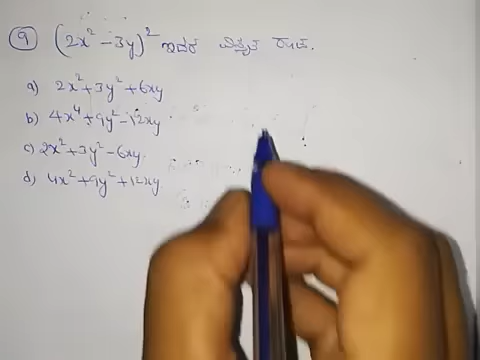 9 (2x² - 3y)² ಇದರ ವಿಸ್ತೃತ ರೂಪ.
a) 2x² + 3y² + 6xy
b) 4x⁴ + 9y² - 12xy
c) 2x² + 3y² - 6xy
d) 4x² + 9y² + 12xy